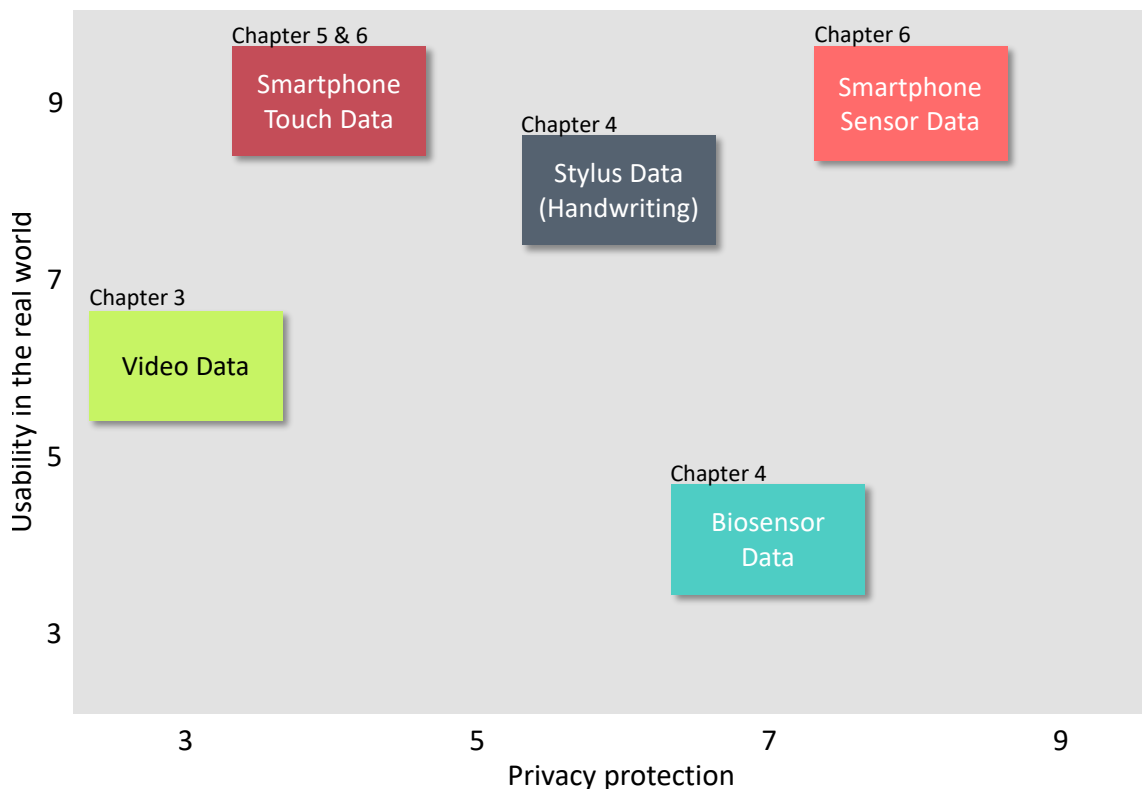 Chapter 5 & 6
Smartphone
Touch Data
Chapter 6
Smartphone
Sensor Data
Chapter 4
Stylus Data
(Handwriting)
Chapter 3
Video Data
Chapter 4
Biosensor
Data
Usability in the real world
9
7
5
3
3
5
7
9
Privacy protection